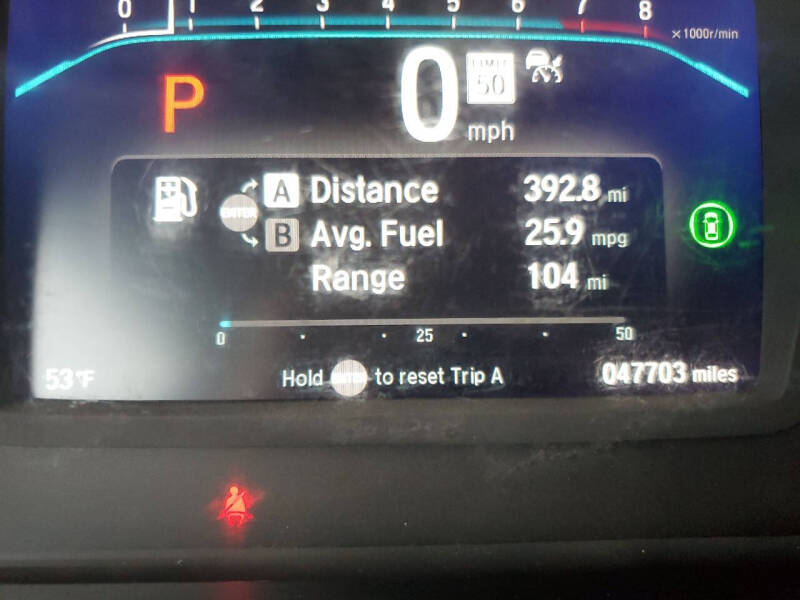 0 1 2 3 4 5 6 7 8
x1000r/min
P 0 mph LIMIT 50
A Distance 392.8 mi
ENTER
B Avg. Fuel 25.9 mpg
Range 104 mi
0 25 50
53°F Hold ENTER to reset Trip A 047703 miles